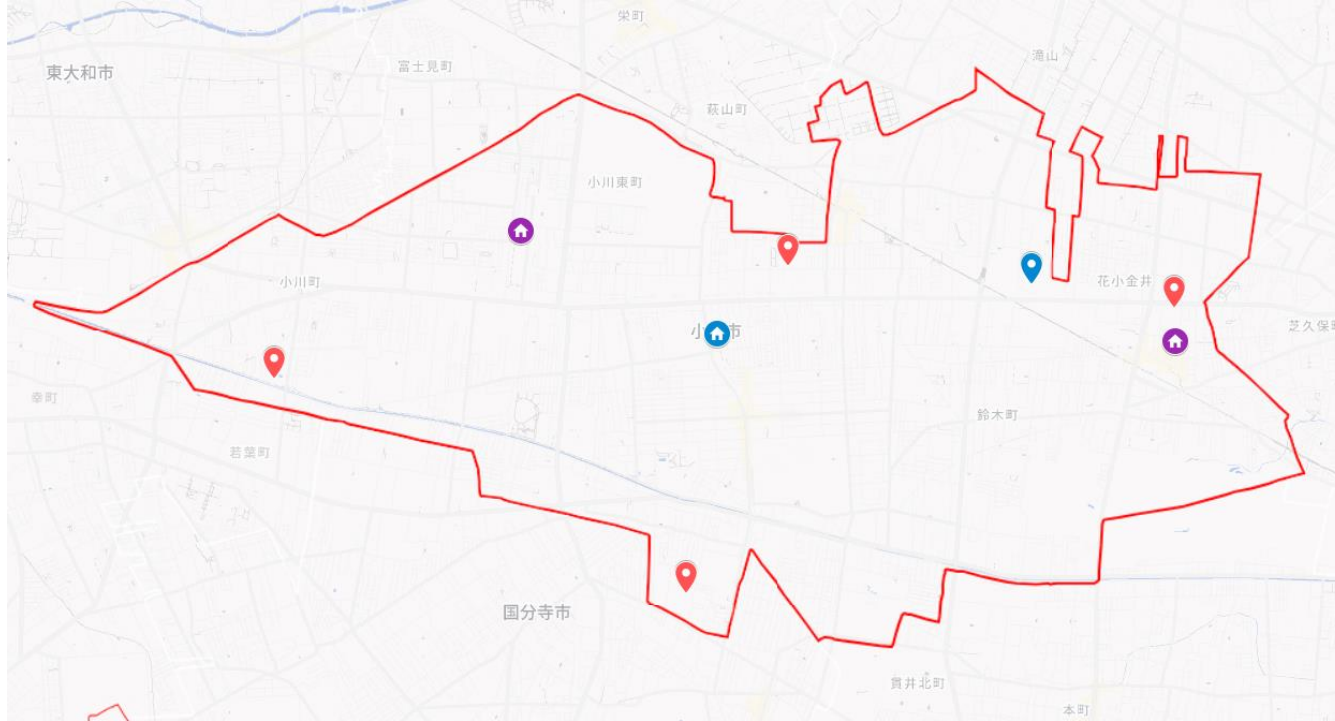 栄町
滝山
東大和市
富士見町
萩山町
小川東町
小川町
花小金井
芝久保町
小 市
幸町
鈴木町
若葉町
国分寺市
貫井北町
本町